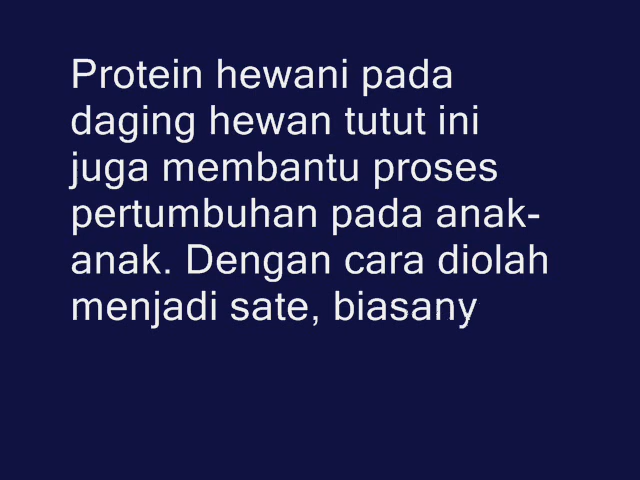 Protein hewani pada
daging hewan tutut ini
juga membantu proses
pertumbuhan pada anak-
anak. Dengan cara diolah
menjadi sate, biasany